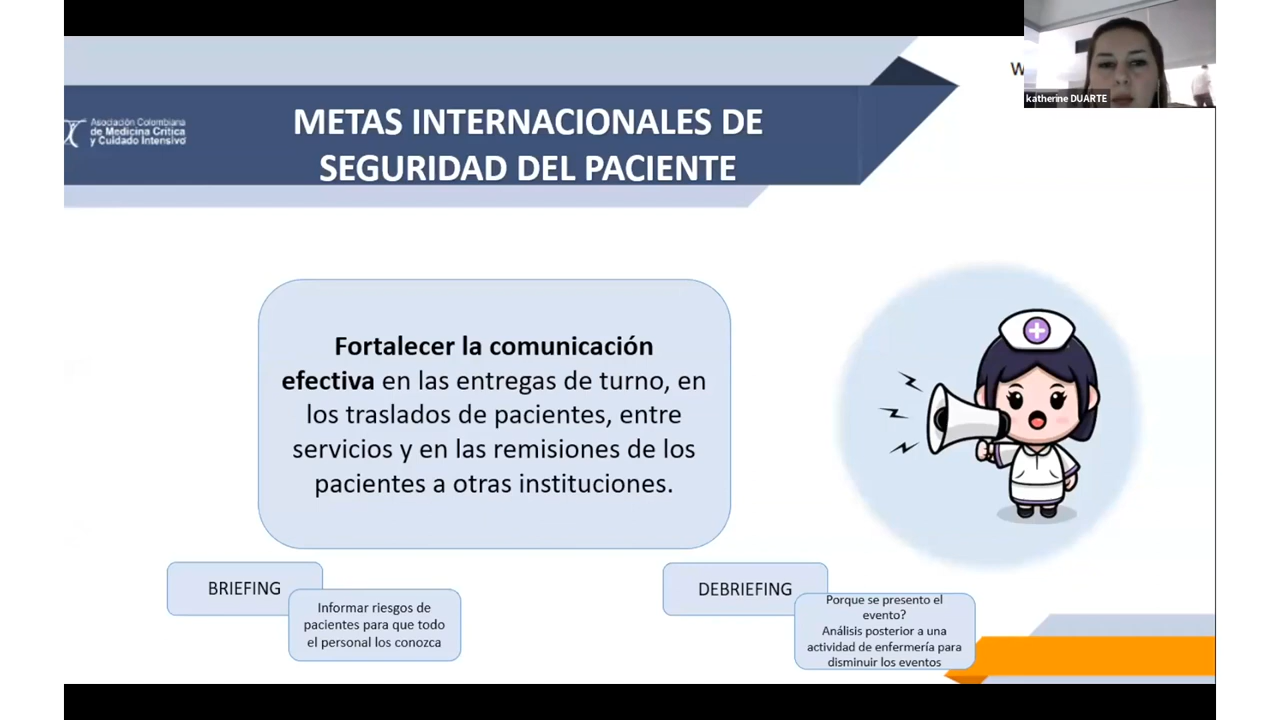 W
katherine DUARTE
Asociación Colombiana
de Medicina Crítica
y Cuidado Intensivo
METAS INTERNACIONALES DE
SEGURIDAD DEL PACIENTE
Fortalecer la comunicación
efectiva en las entregas de turno, en
los traslados de pacientes, entre
servicios y en las remisiones de los
pacientes a otras instituciones.
BRIEFING
Informar riesgos de
pacientes para que todo
el personal los conozca
DEBRIEFING
Porque se presento el
evento?
Análisis posterior a una
actividad de enfermería para
disminuir los eventos